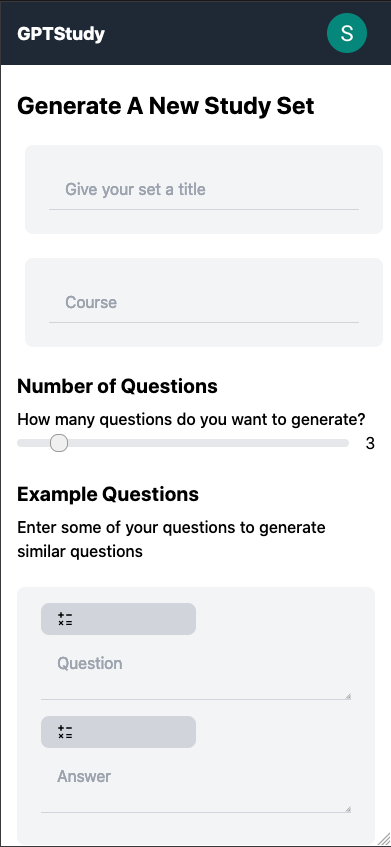 GPTStudy
S
Generate A New Study Set
Give your set a title
Course
Number of Questions
How many questions do you want to generate?
3
Example Questions
Enter some of your questions to generate
similar questions
Question
Answer